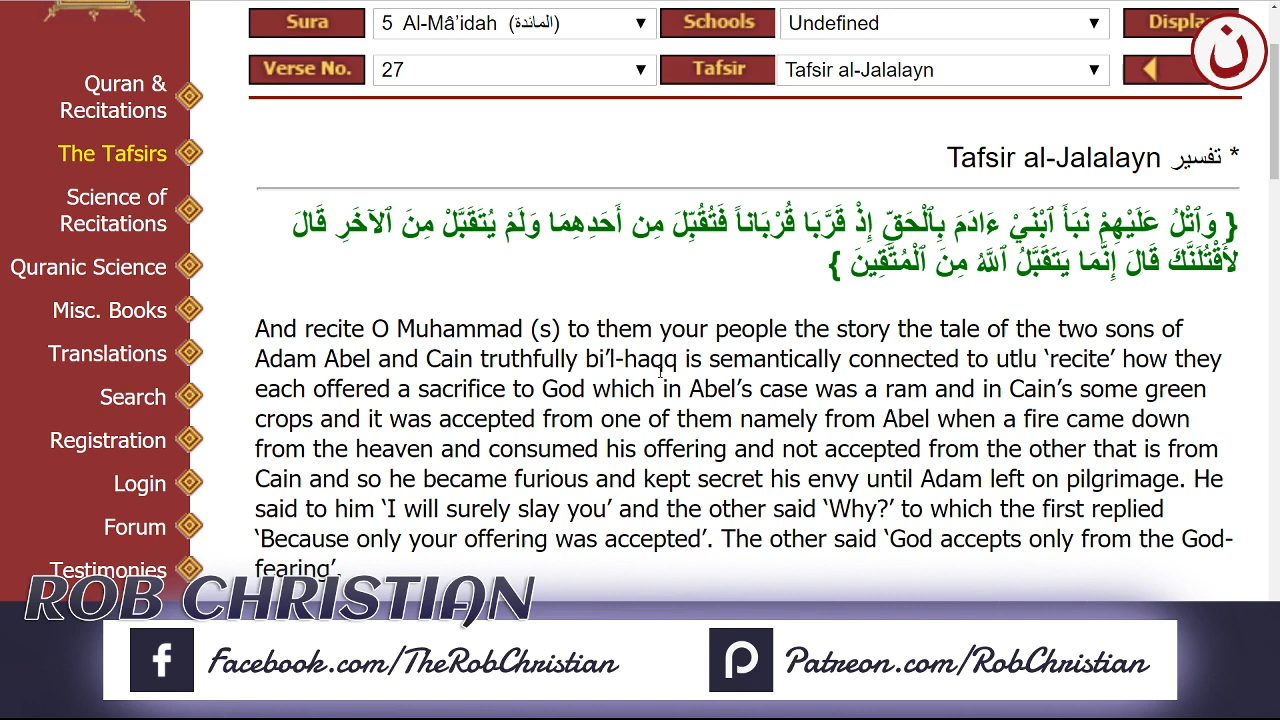 Sura
5 Al-Mâ'idah (المائدة)
Schools
Undefined
Display
ن
Verse No.
27
Tafsir
Tafsir al-Jalalayn
Quran &
Recitations
The Tafsirs
Science of
Recitations
Quranic Science
Misc. Books
Translations
Search
Registration
Login
Forum
Testimonies
* تفسير Tafsir al-Jalalayn
{ وَٱتْلُ عَلَيْهِمْ نَبَأَ ٱبْنَيْ ءَادَمَ بِٱلْحَقِّ إِذْ قَرَّبَا قُرْبَاناً فَتُقُبِّلَ مِن أَحَدِهِمَا وَلَمْ يُتَقَبَّلْ مِنَ ٱلآخَرِ قَالَ
لأَقْتُلَنَّكَ قَالَ إِنَّمَا يَتَقَبَّلُ ٱللَّهُ مِنَ ٱلْمُتَّقِينَ }
And recite O Muhammad (s) to them your people the story the tale of the two sons of
Adam Abel and Cain truthfully bi'l-haqq is semantically connected to utlu 'recite' how they
each offered a sacrifice to God which in Abel's case was a ram and in Cain's some green
crops and it was accepted from one of them namely from Abel when a fire came down
from the heaven and consumed his offering and not accepted from the other that is from
Cain and so he became furious and kept secret his envy until Adam left on pilgrimage. He
said to him 'I will surely slay you' and the other said 'Why?' to which the first replied
'Because only your offering was accepted'. The other said 'God accepts only from the God-
fearing'.
ROB CHRISTIAN
f Facebook.com/TheRobChristian
Patreon.com/RobChristian